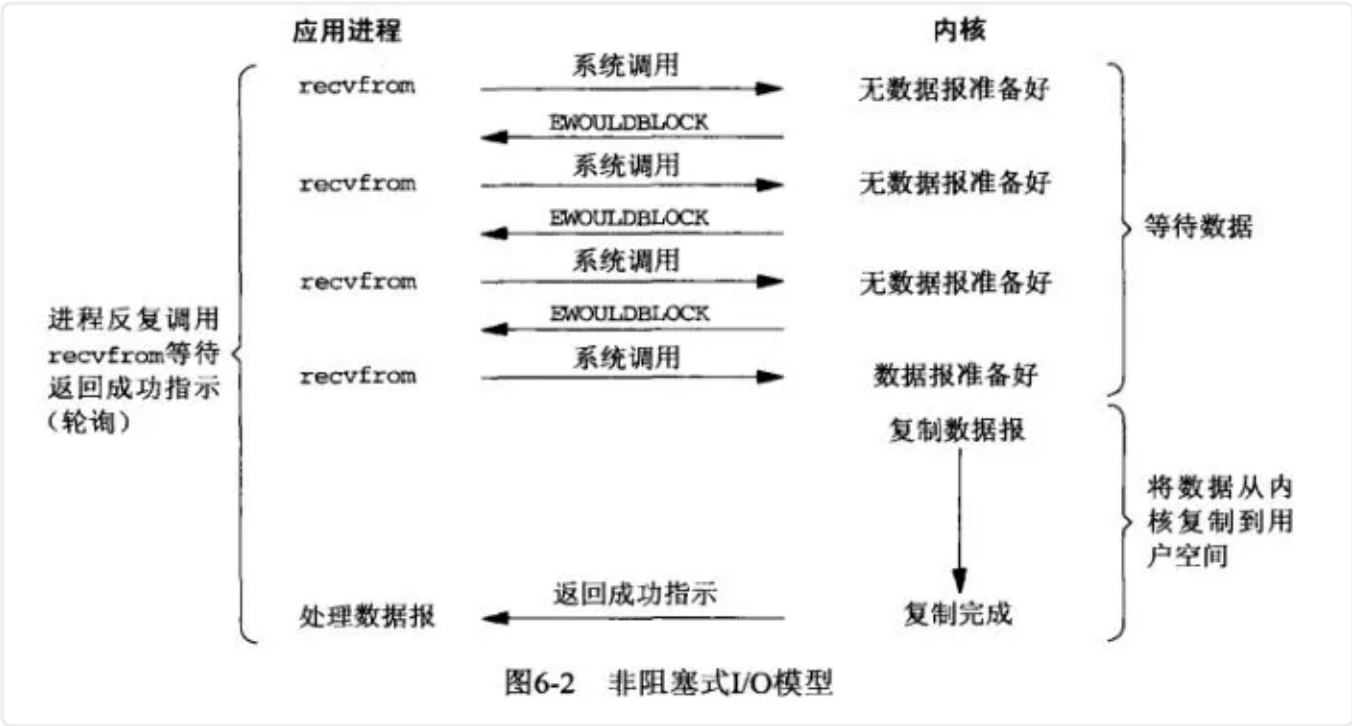 应用进程
内核
系统调用
recvfrom
无数据报准备好
EWOULDBLOCK
系统调用
recvfrom
无数据报准备好
EWOULDBLOCK
系统调用
recvfrom
无数据报准备好
EWOULDBLOCK
系统调用
recvfrom
数据报准备好
等待数据
进程反复调用
recvfrom等待
返回成功指示
（轮询）
复制数据报
将数据从内
核复制到用
户空间
返回成功指示
处理数据报
复制完成
图6-2 非阻塞式I/O模型